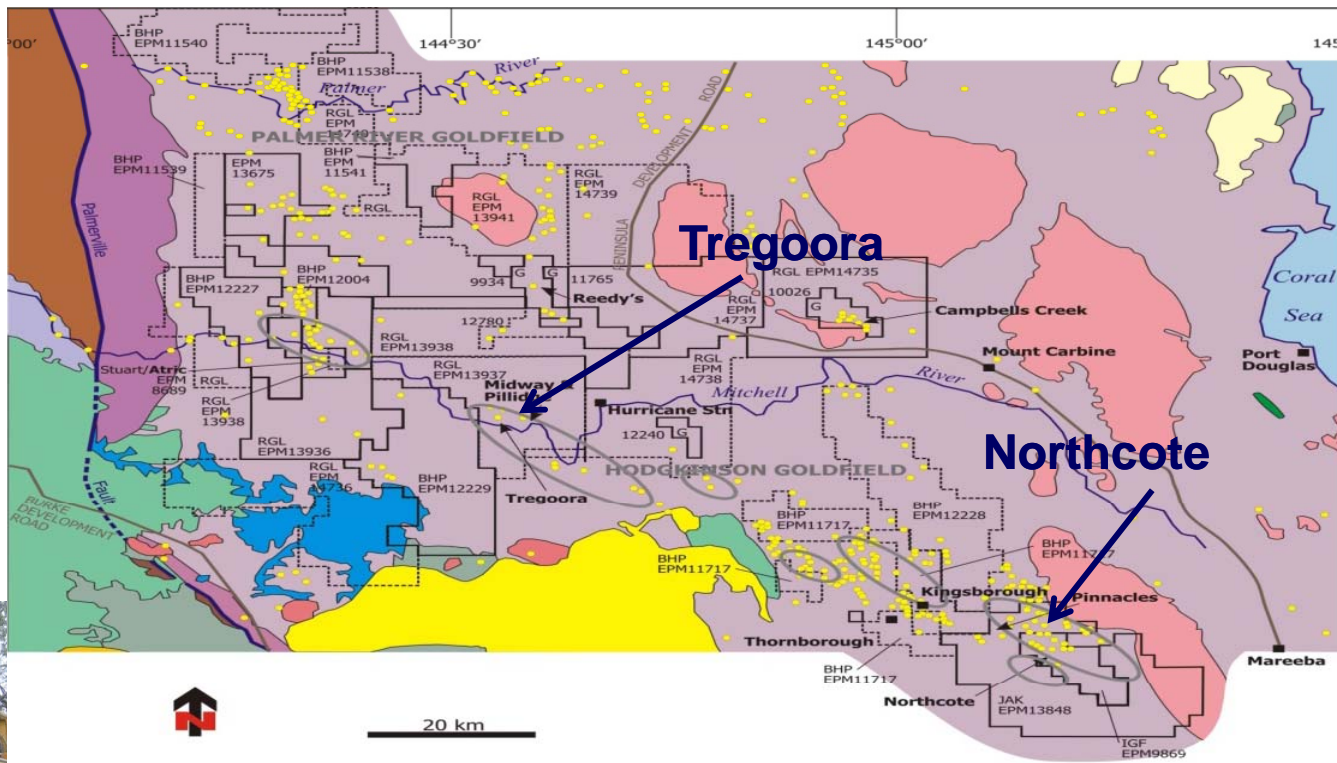 00'
144°30'
145°00'
145
BHP
EPM11540
BHP
EPM11538
Palmer
River
RGL
EPM
14740
PALMER RIVER GOLDFIELD
PENINSULA
DEVELOPMENT
ROAD
BHP
EPM11539
EPM
13675
BHP
EPM
11541
RGL
RGL
EPM
13941
RGL
EPM
14739
Palmerville
Fault
Tregoora
BHP
EPM12227
BHP
EPM12004
9934
G
G
11765
Reedy's
RGL EPM14735
10026
G
Campbells Creek
RGL
EPM
14737
Coral
Sea
12780
RGL
EPM13938
RGL
EPM13937
RGL
EPM
14738
Mount Carbine
Port
Douglas
Stuart/Atric
EPM
8689
RGL
RGL
EPM
13938
Midway
Mitchell
River
Hurricane Stn
12240
G
RGL
EPM13936
RGL
EPM
14736
BHP
EPM12229
Tregoora
HODGKINSON GOLDFIELD
Northcote
BURKE
DEVELOPMENT
ROAD
BHP
EPM11717
BHP
EPM12228
BHP
EPM11717
BHP
Kingsborough
Pinnacles
Thornborough
BHP
EPM11717
Mareeba
Northcote
JAK
EPM13848
IGF
EPM9869
N
20 km